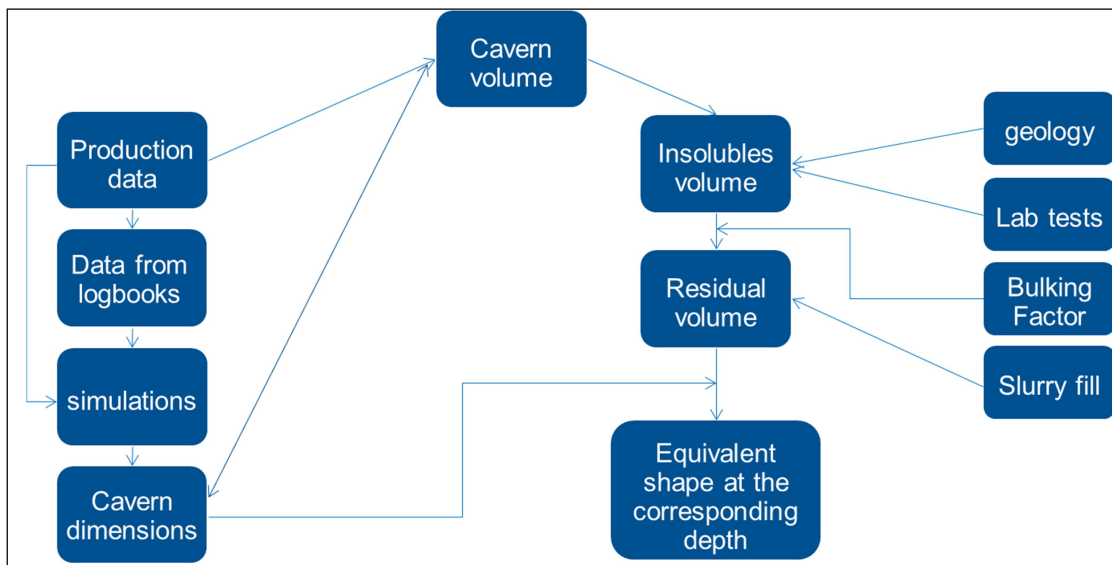 Cavern
volume
Production
data
Data from
logbooks
simulations
Cavern
dimensions
Insolubles
volume
Residual
volume
Equivalent
shape at the
corresponding
depth
geology
Lab tests
Bulking
Factor
Slurry fill